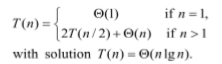 T(n) = { Θ(1) if n = 1,
2T(n/2) + Θ(n) if n > 1
with solution T(n) = Θ(n lg n).